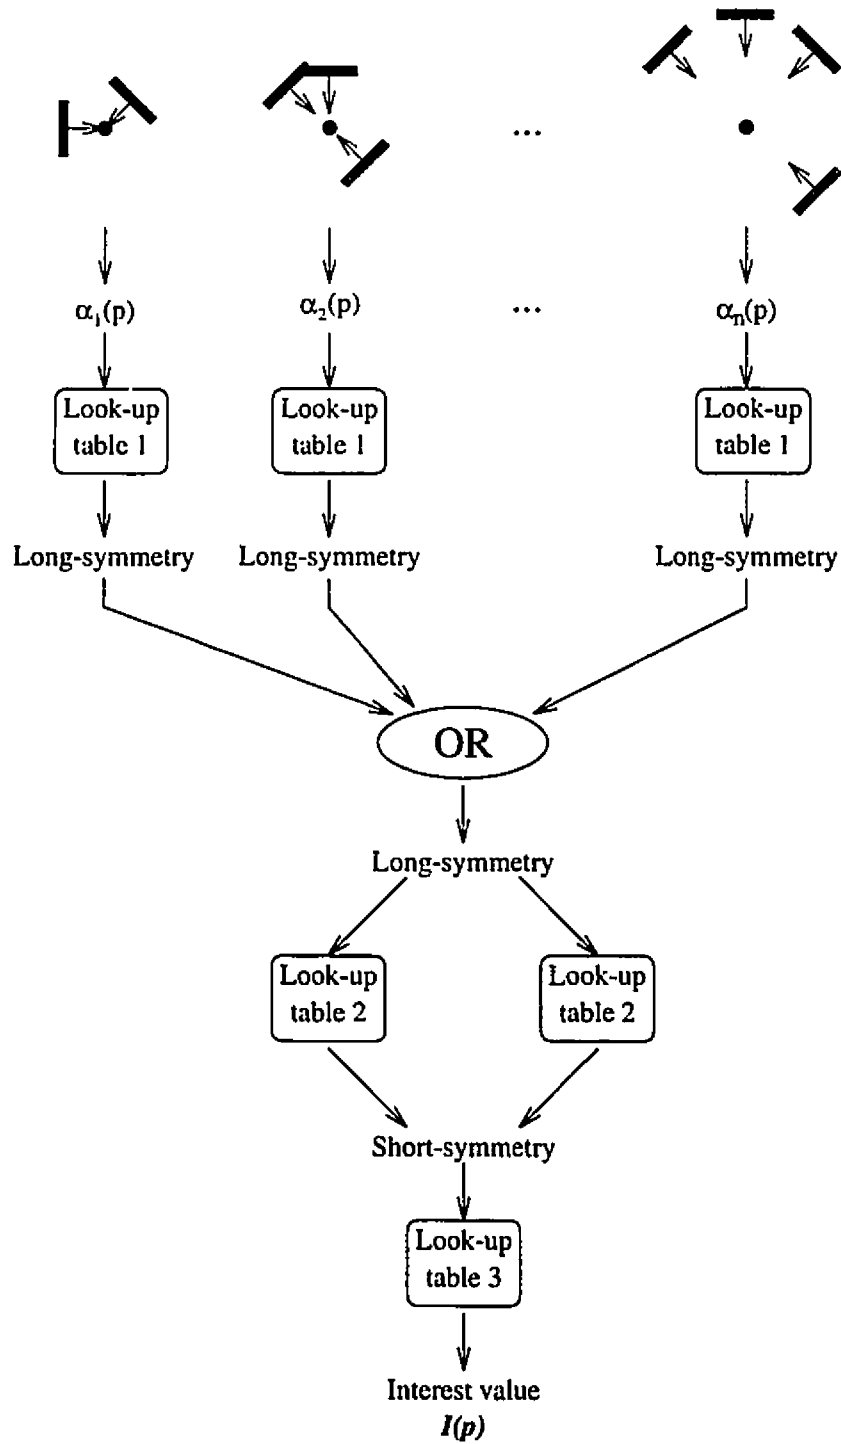 ...
α₁(p) α₂(p) ... αₙ(p)
Look-up Look-up Look-up
table 1 table 1 table 1
Long-symmetry Long-symmetry Long-symmetry
OR
Long-symmetry
Look-up Look-up
table 2 table 2
Short-symmetry
Look-up
table 3
Interest value
I(p)